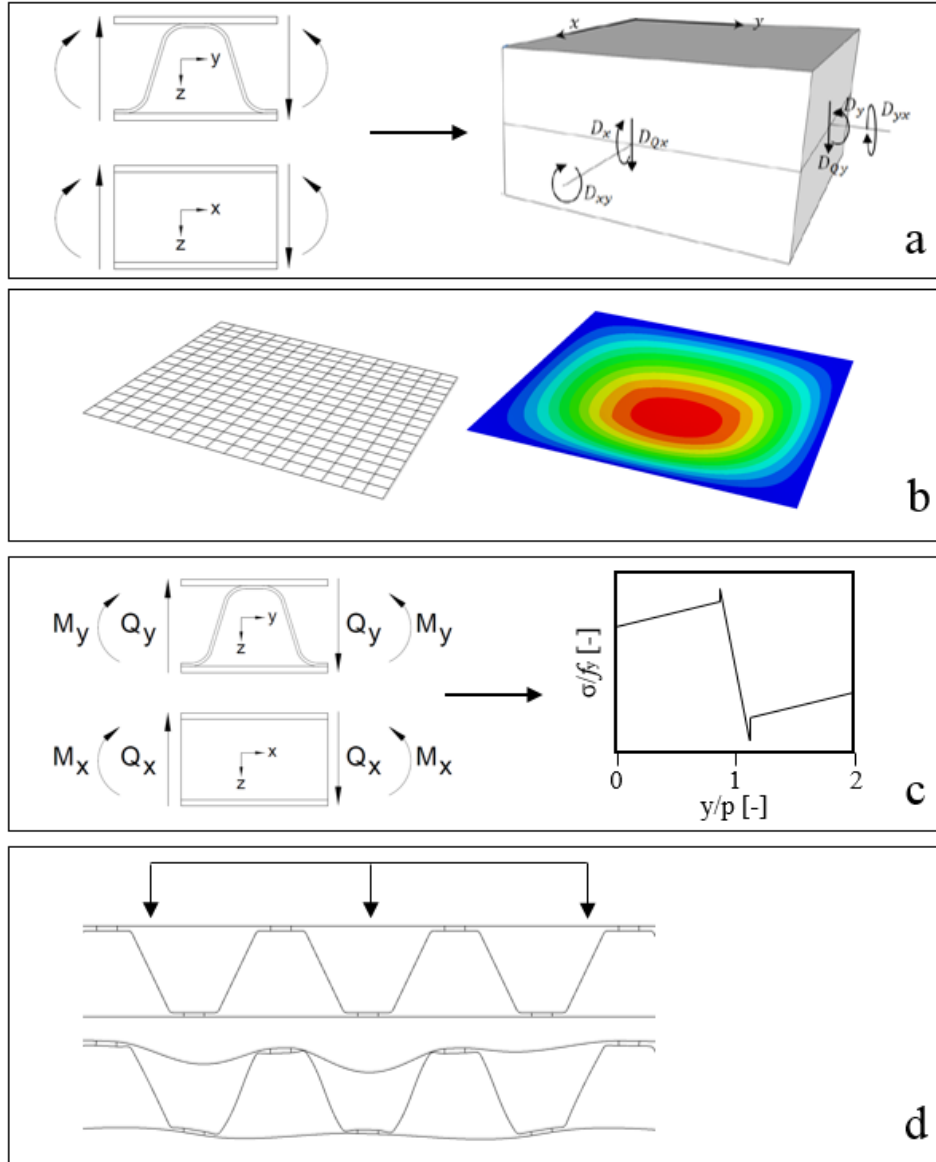 y
z
x
z
x
y
D_x
D_Qx
D_xy
D_y
D_yx
D_Qy
a
b
M_y Q_y
y
z
Q_y M_y
M_x Q_x
x
z
Q_x M_x
σ/f_y [-]
0 1 2
y/p [-]
c
d